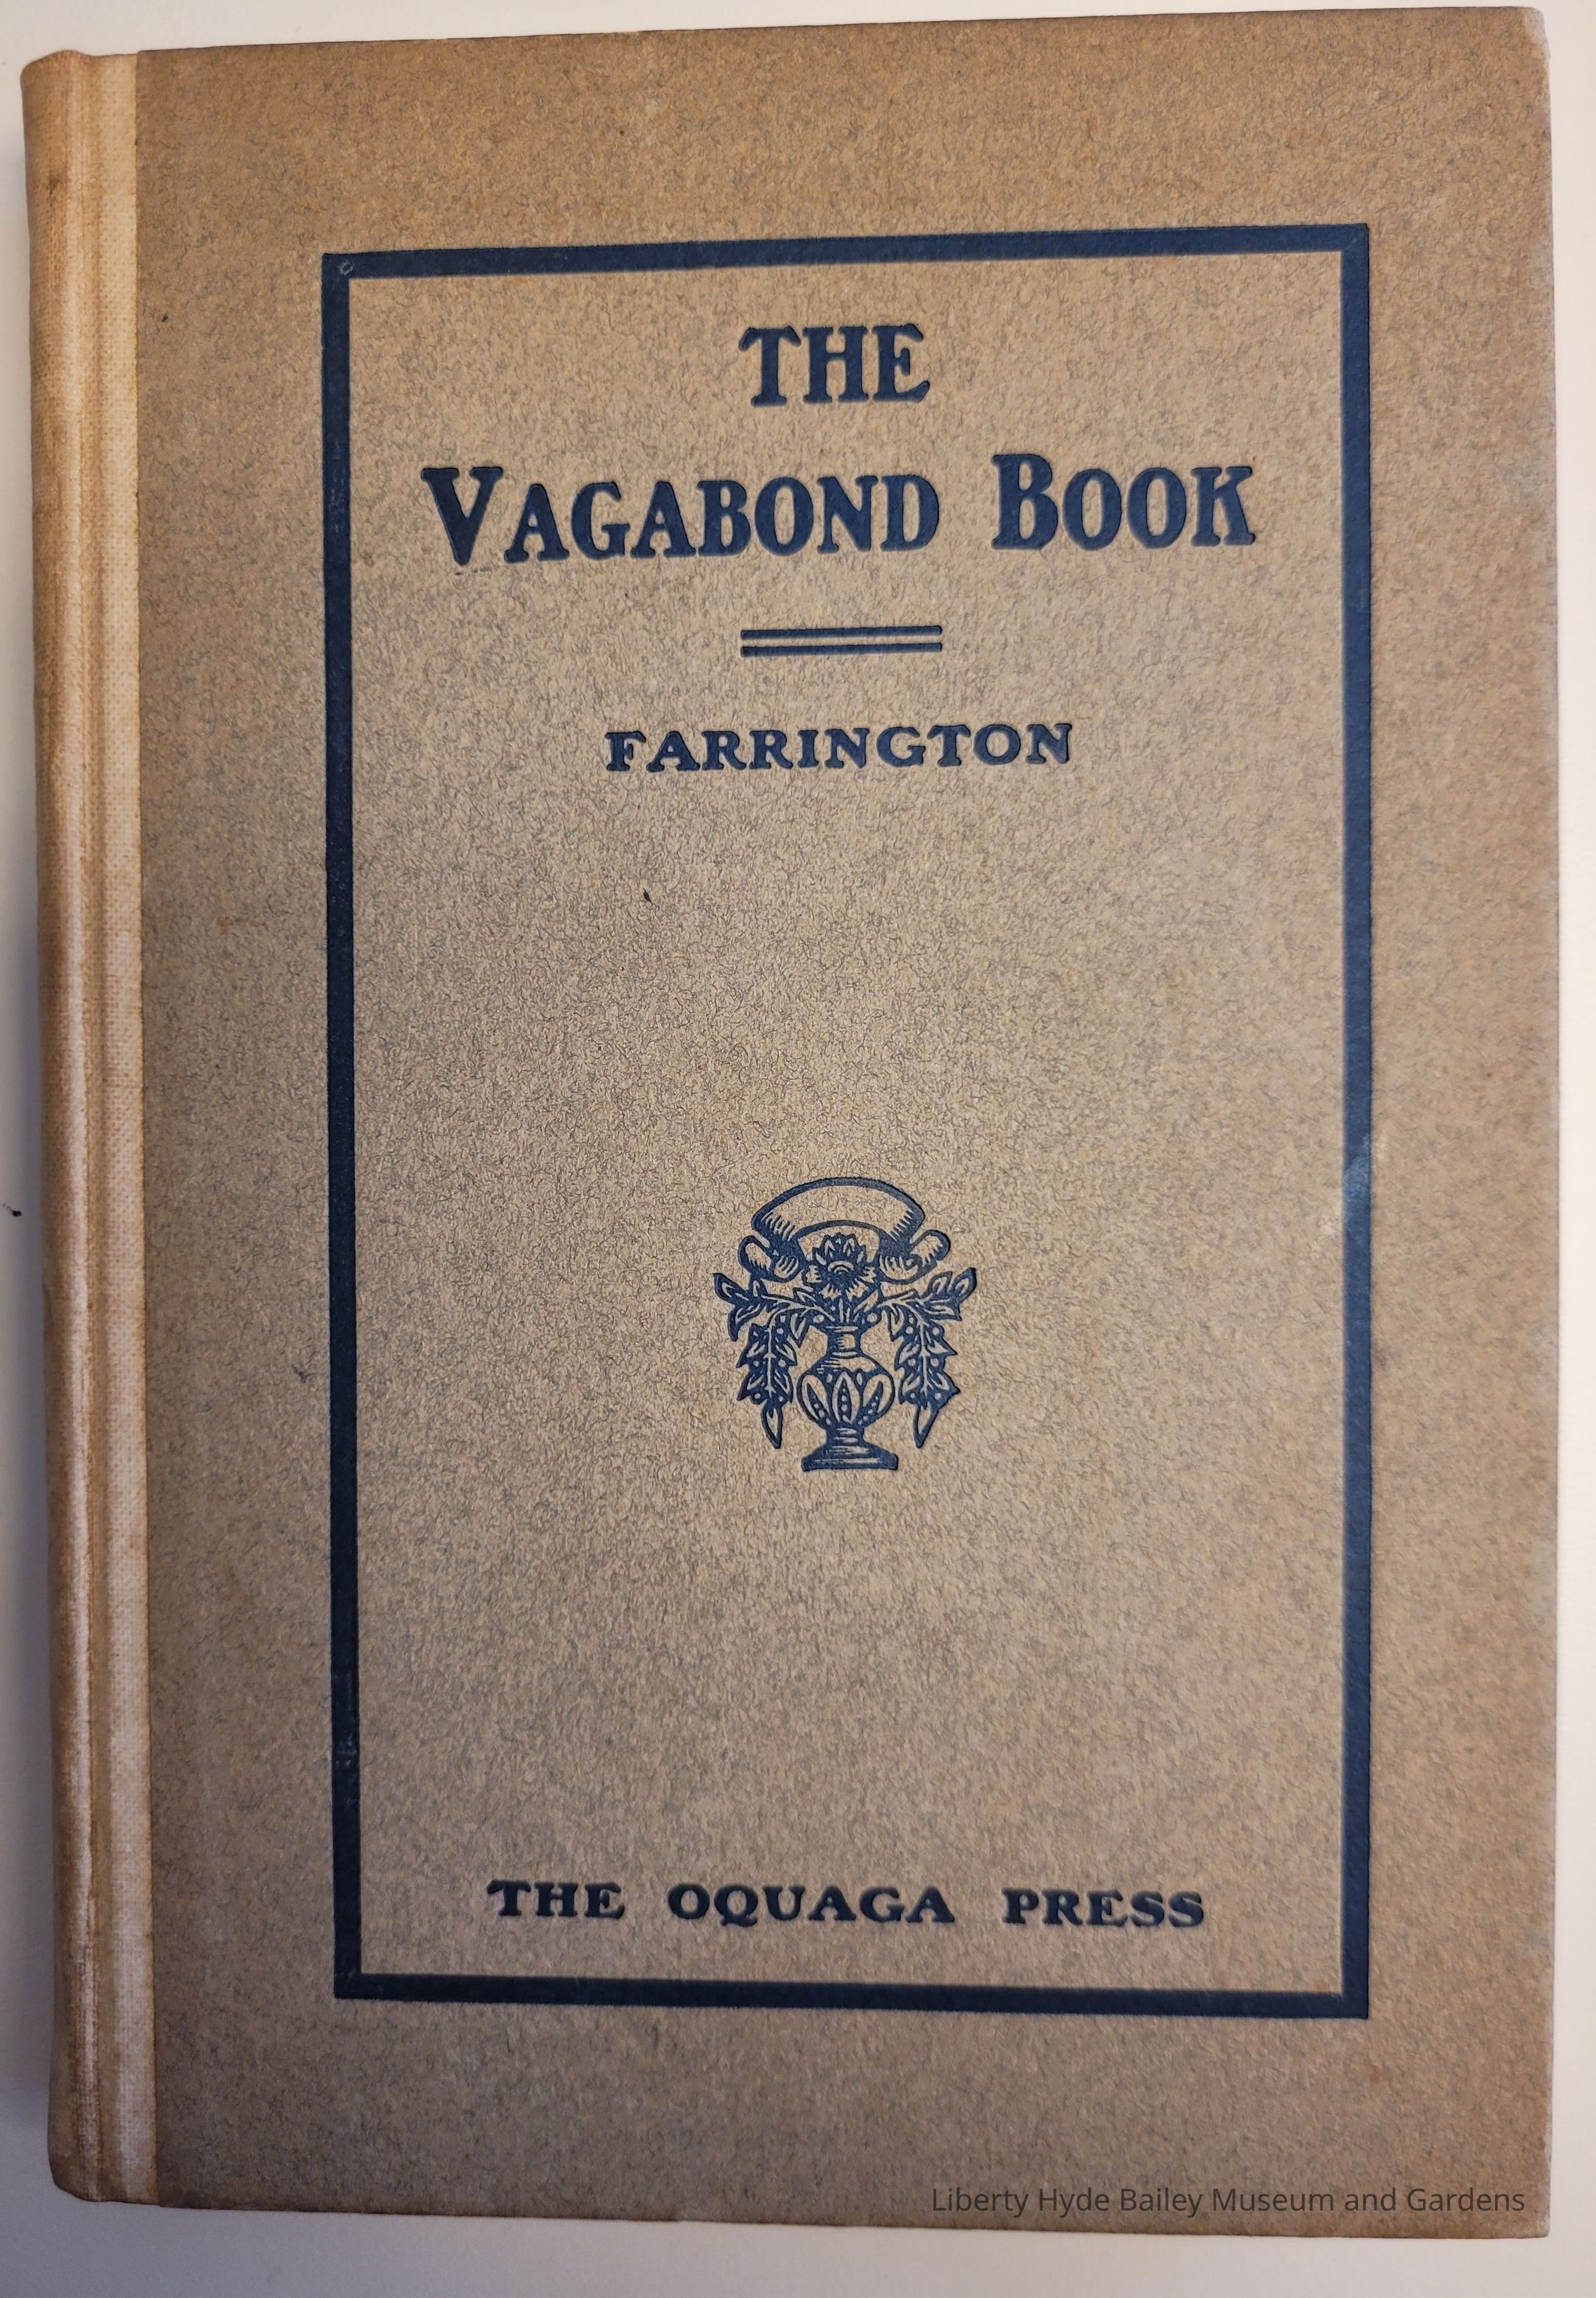 THE
VAGABOND BOOK
FARRINGTON
THE OQUAGA PRESS
Liberty Hyde Bailey Museum and Gardens